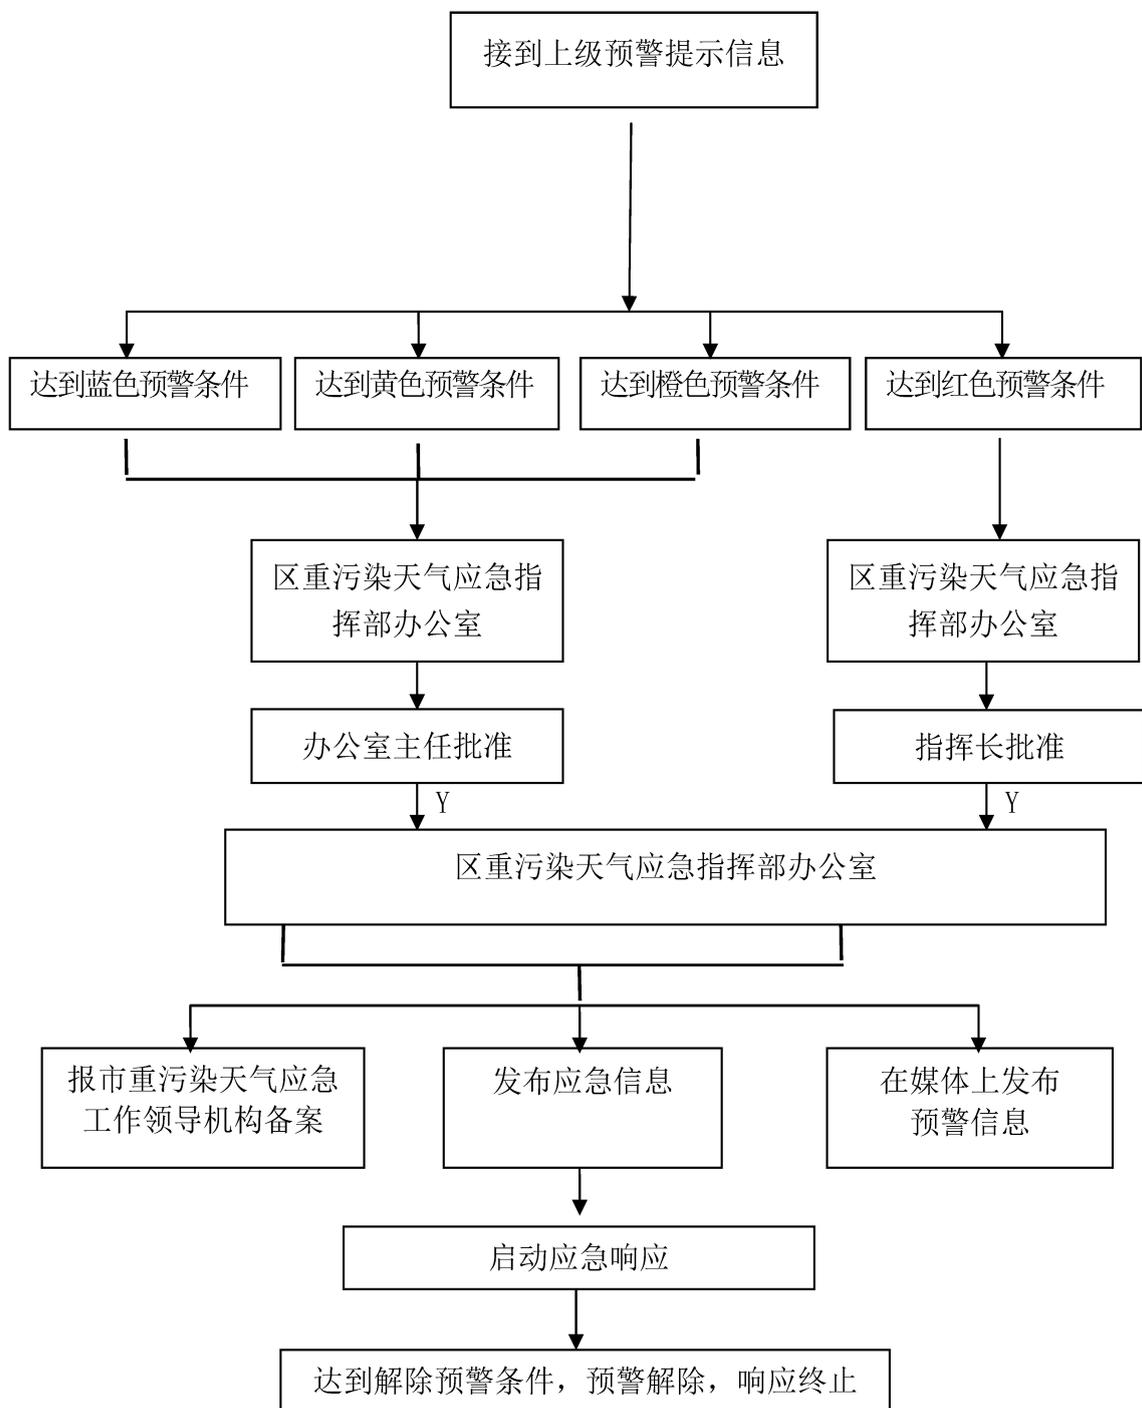 接到上级预警提示信息
达到蓝色预警条件
达到黄色预警条件
达到橙色预警条件
达到红色预警条件
区重污染天气应急指
挥部办公室
区重污染天气应急指
挥部办公室
办公室主任批准
指挥长批准
Y
Y
区重污染天气应急指挥部办公室
报市重污染天气应急
工作领导机构备案
发布应急信息
在媒体上发布
预警信息
启动应急响应
达到解除预警条件，预警解除，响应终止